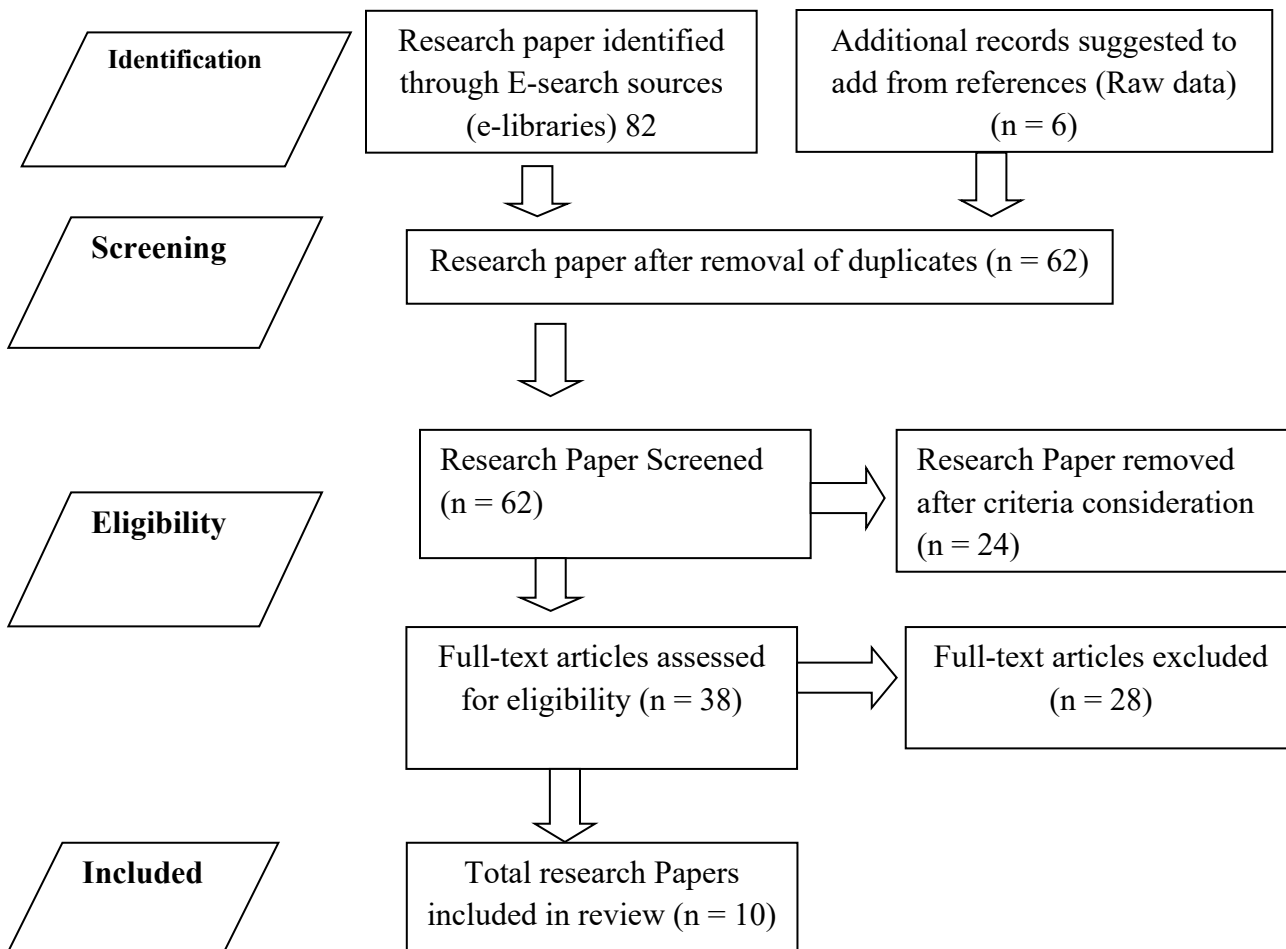 Identification
Research paper identified
through E-search sources
(e-libraries) 82
Additional records suggested to
add from references (Raw data)
(n = 6)
Screening
Research paper after removal of duplicates (n = 62)
Eligibility
Research Paper Screened
(n = 62)
Research Paper removed
after criteria consideration
(n = 24)
Full-text articles assessed
for eligibility (n = 38)
Full-text articles excluded
(n = 28)
Included
Total research Papers
included in review (n = 10)